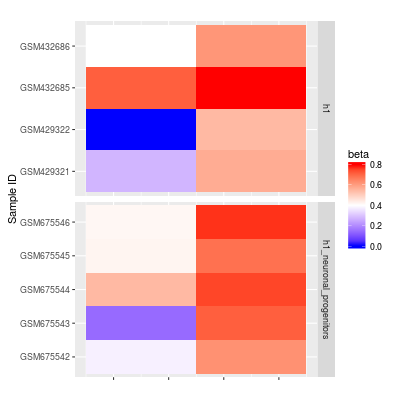 GSM432686
GSM432685
GSM429322
GSM429321
h1
GSM675546
GSM675545
GSM675544
GSM675543
GSM675542
h1_neuronal_progenitors
Sample ID
beta
0.8
0.6
0.4
0.2
0.0